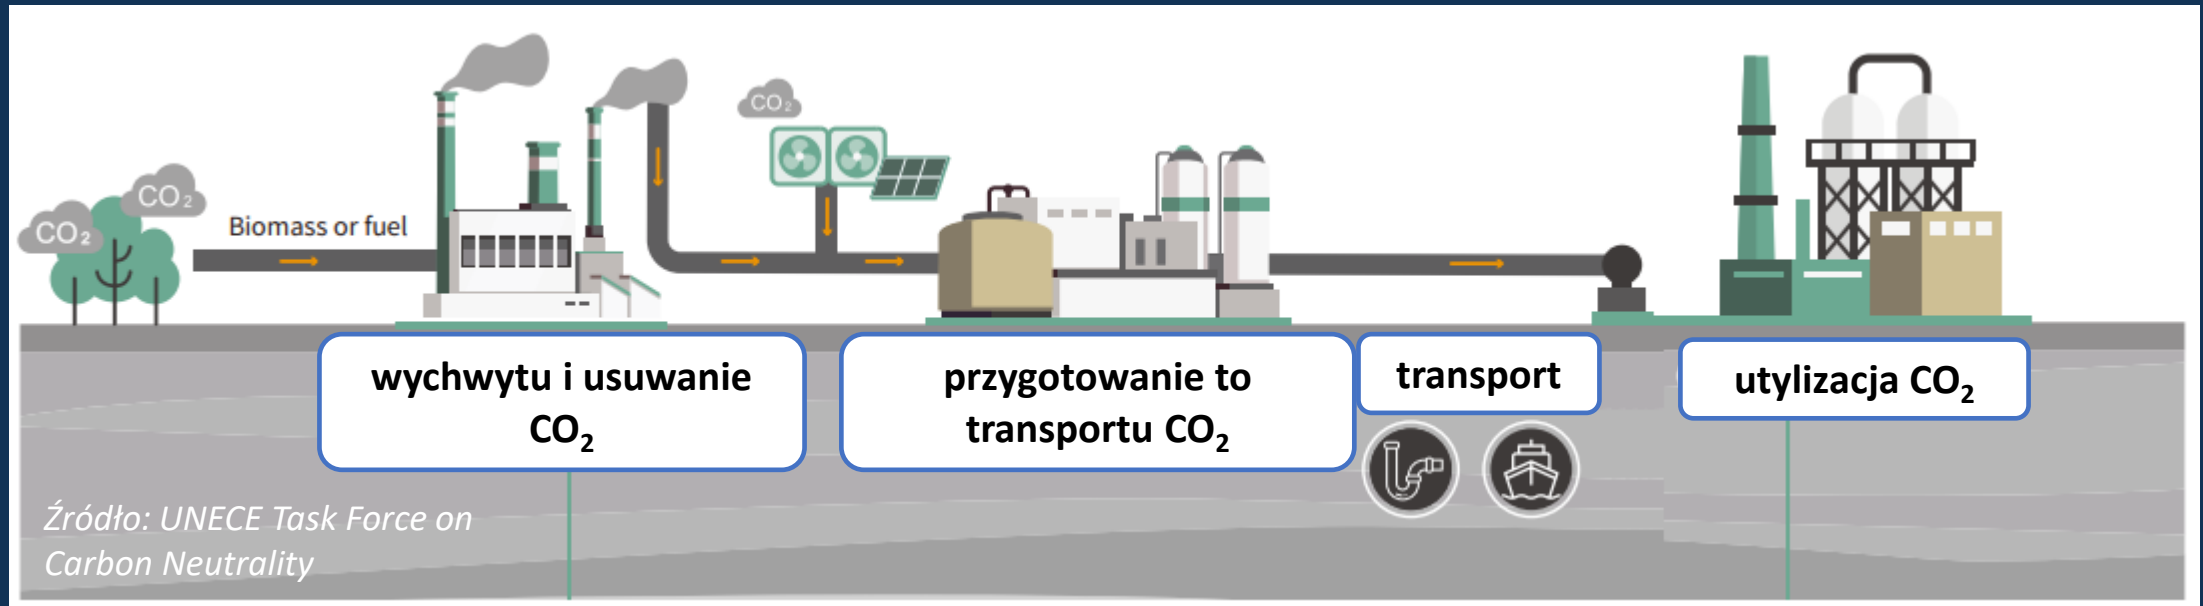 CO₂
CO₂
Biomass or fuel
CO₂
wychwytu i usuwanie
CO₂
przygotowanie to
transportu CO₂
transport
utylizacja CO₂
Źródło: UNECE Task Force on
Carbon Neutrality